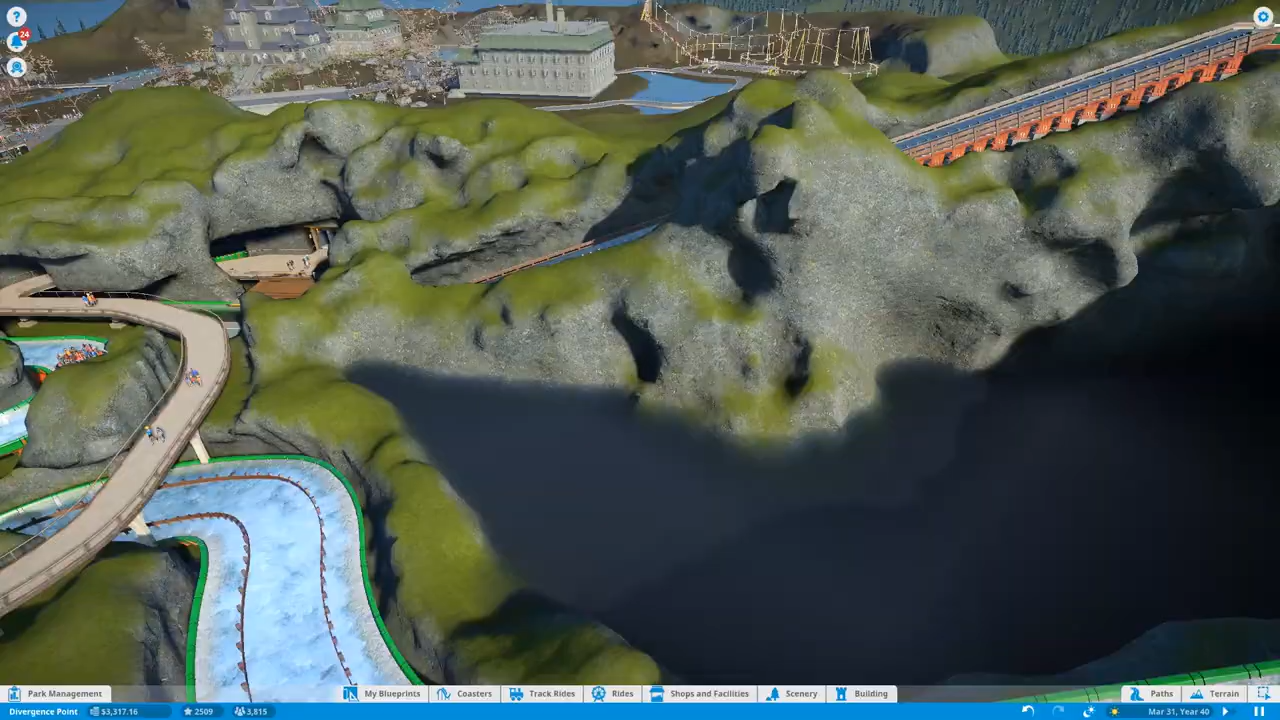 ?
24
Park Management
My Blueprints
Coasters
Track Rides
Rides
Shops and Facilities
Scenery
Building
Paths
Terrain
Divergence Point
$3,317.16
2509
3,815
Mar 31, Year 40